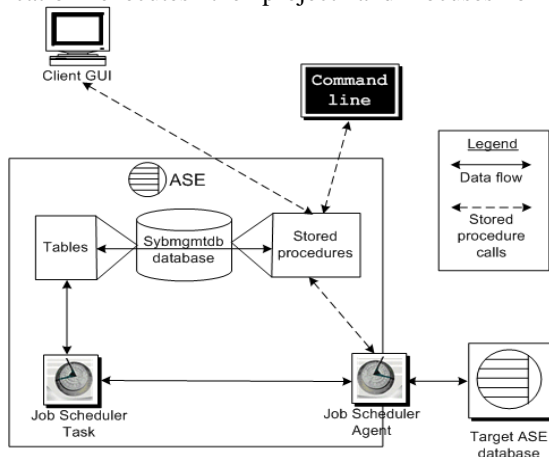 Client GUI
Command
line
Legend
Data flow
Stored
procedure
calls
ASE
Tables
Sybmgmtdb
database
Stored
procedures
Job Scheduler
Task
Job Scheduler
Agent
Target ASE
database